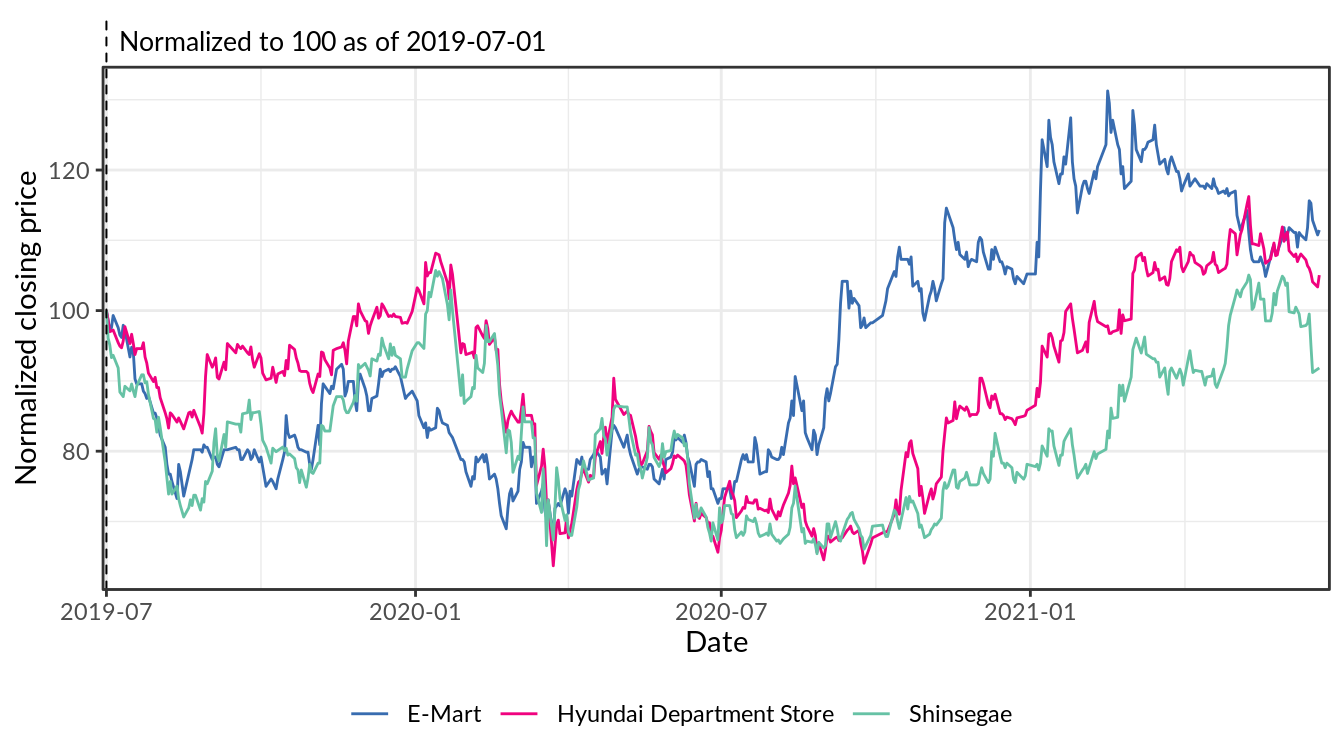 Normalized to 100 as of 2019-07-01
Normalized closing price
120
100
80
2019-07
2020-01
2020-07
2021-01
Date
E-Mart
Hyundai Department Store
Shinsegae